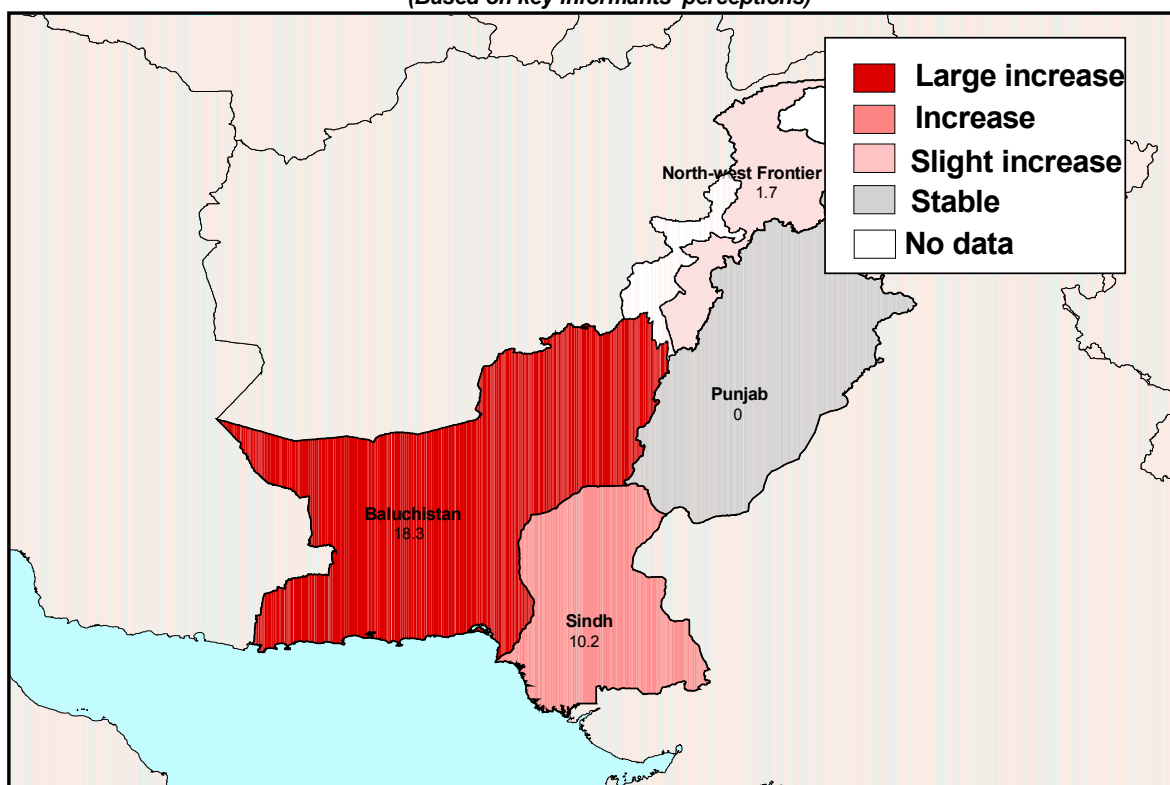 (Based on key informants' perceptions)
Large increase
Increase
Slight increase
Stable
No data
North-west Frontier
1.7
Punjab
0
Baluchistan
18.3
Sindh
10.2